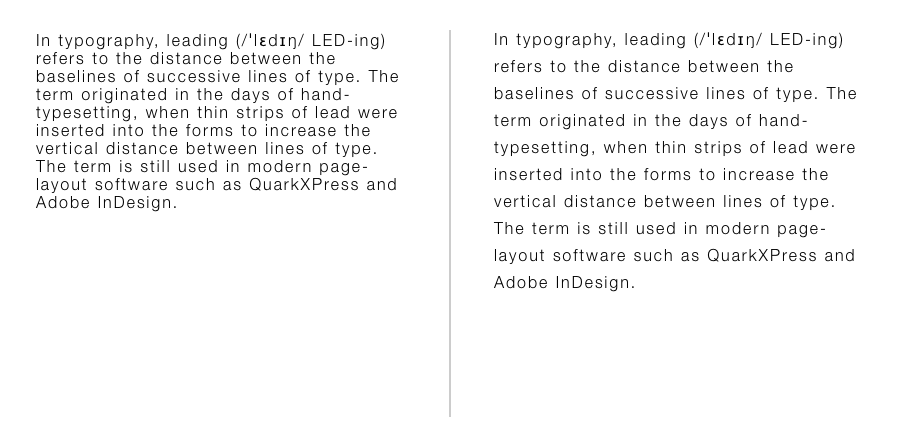 In typography, leading (/ˈlɛdɪŋ/ LED-ing)
refers to the distance between the
baselines of successive lines of type. The
term originated in the days of hand-
typesetting, when thin strips of lead were
inserted into the forms to increase the
vertical distance between lines of type.
The term is still used in modern page-
layout software such as QuarkXPress and
Adobe InDesign.
In typography, leading (/ˈlɛdɪŋ/ LED-ing)
refers to the distance between the
baselines of successive lines of type. The
term originated in the days of hand-
typesetting, when thin strips of lead were
inserted into the forms to increase the
vertical distance between lines of type.
The term is still used in modern page-
layout software such as QuarkXPress and
Adobe InDesign.